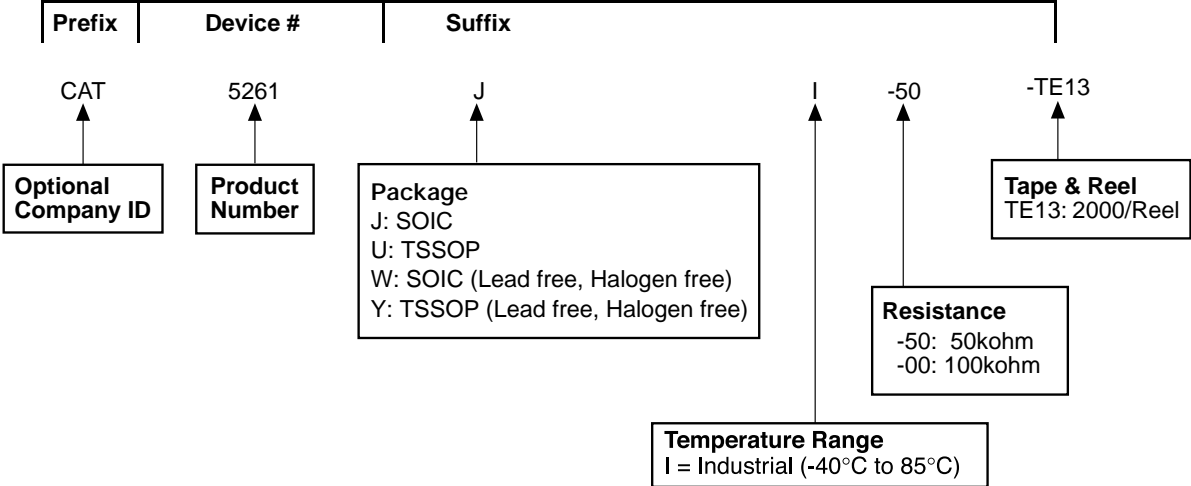 Prefix Device # Suffix
CAT 5261 J I -50 -TE13
Optional
Company ID
Product
Number
Package
J: SOIC
U: TSSOP
W: SOIC (Lead free, Halogen free)
Y: TSSOP (Lead free, Halogen free)
Tape & Reel
TE13: 2000/Reel
Resistance
-50: 50kohm
-00: 100kohm
Temperature Range
I = Industrial (-40°C to 85°C)